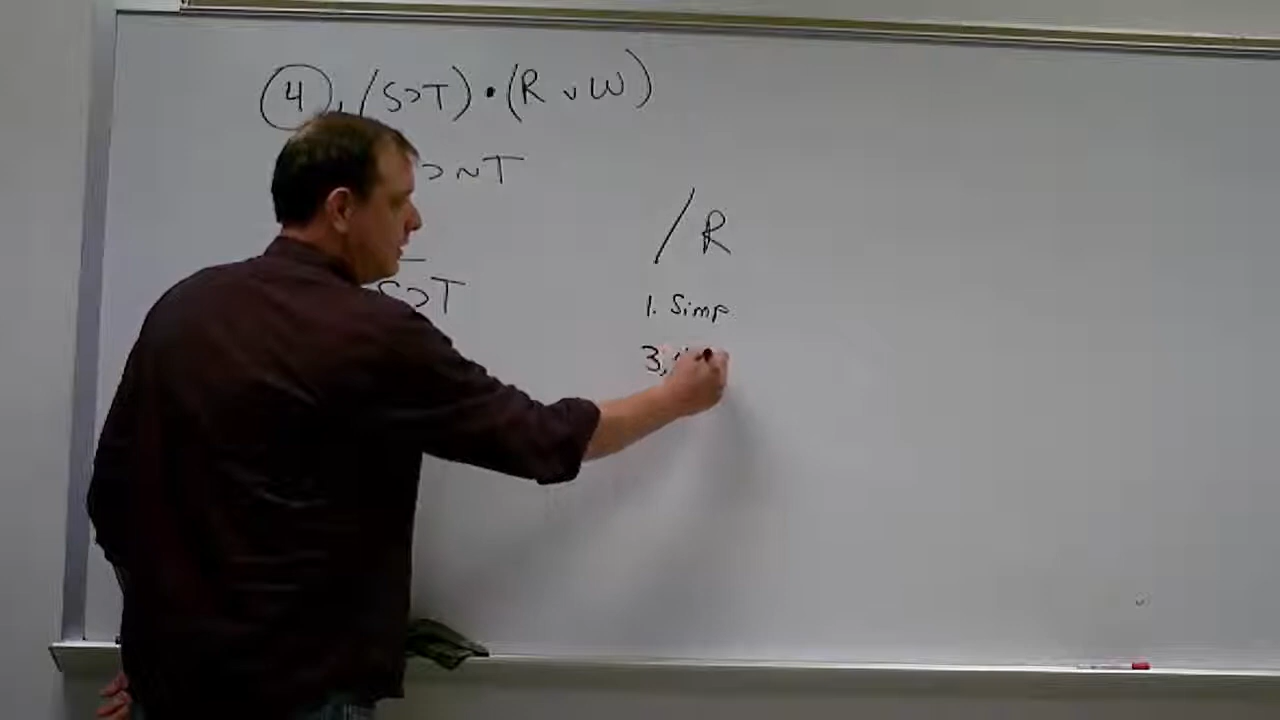 4 (S⊃T) • (R v W)
⊃ ~T
/ R
S⊃T
1. Simp
3,